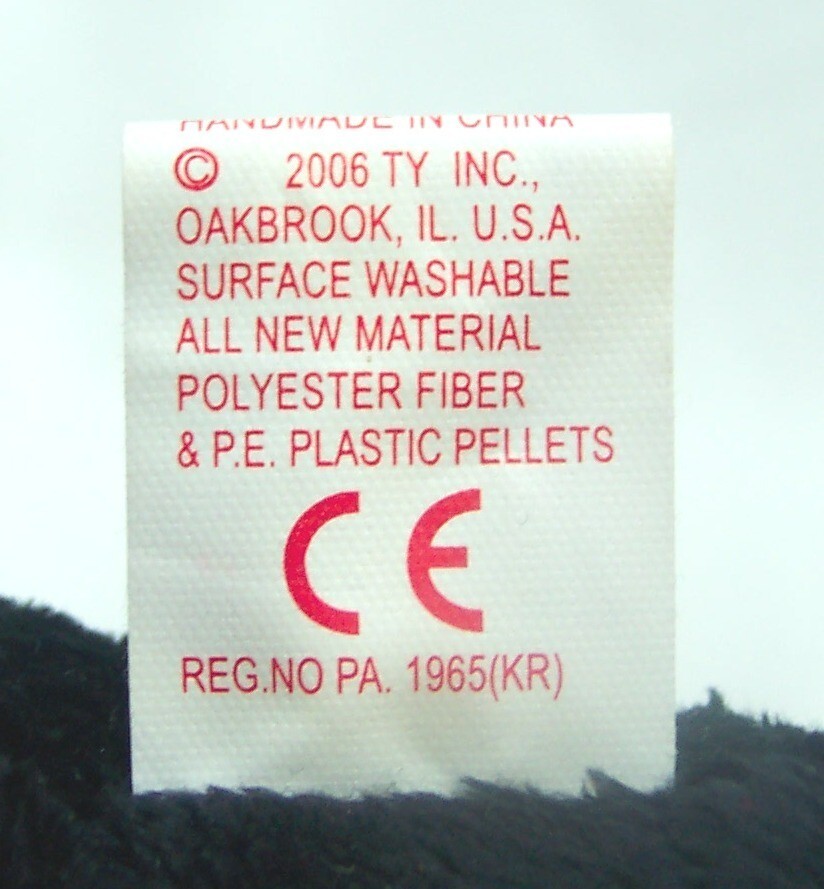 HANDMADE IN CHINA
© 2006 TY INC.,
OAKBROOK, IL. U.S.A.
SURFACE WASHABLE
ALL NEW MATERIAL
POLYESTER FIBER
& P.E. PLASTIC PELLETS
CE
REG.NO PA. 1965(KR)